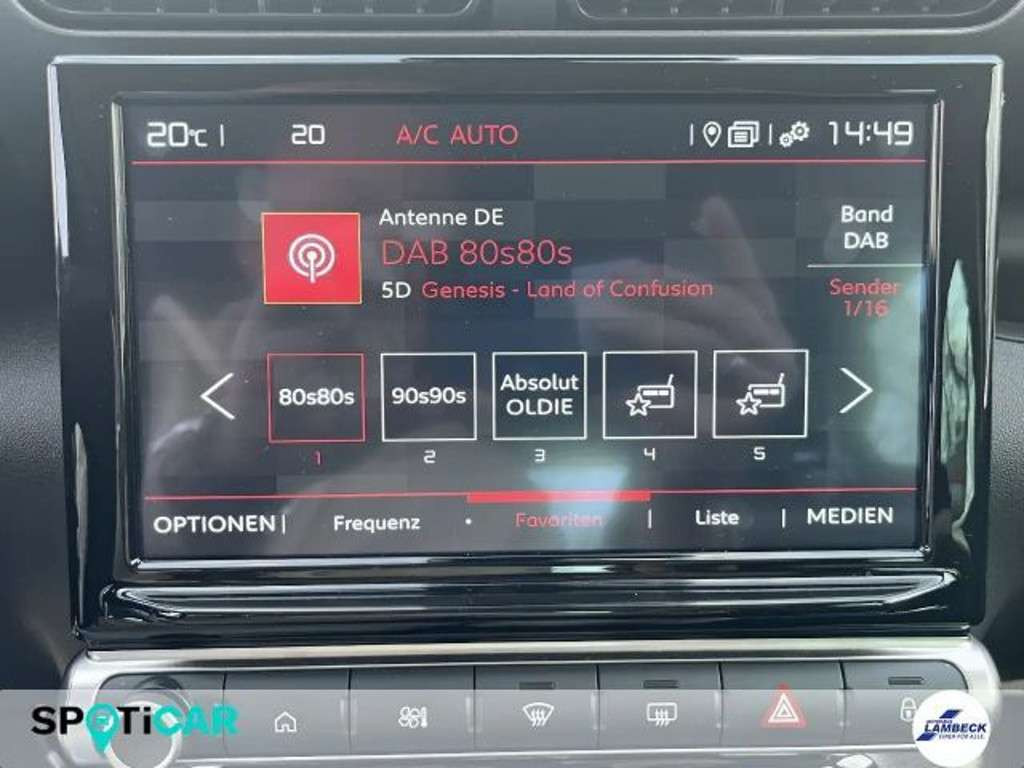 20°C | 20 A/C AUTO 14:49
Antenne DE
DAB 80s80s
5D Genesis - Land of Confusion
Band
DAB
Sender
1/16
80s80s
90s90s
Absolut
OLDIE
1 2 3 4 5
OPTIONEN | Frequenz • Favoriten | Liste | MEDIEN
SPOTiCAR
LAMBECK